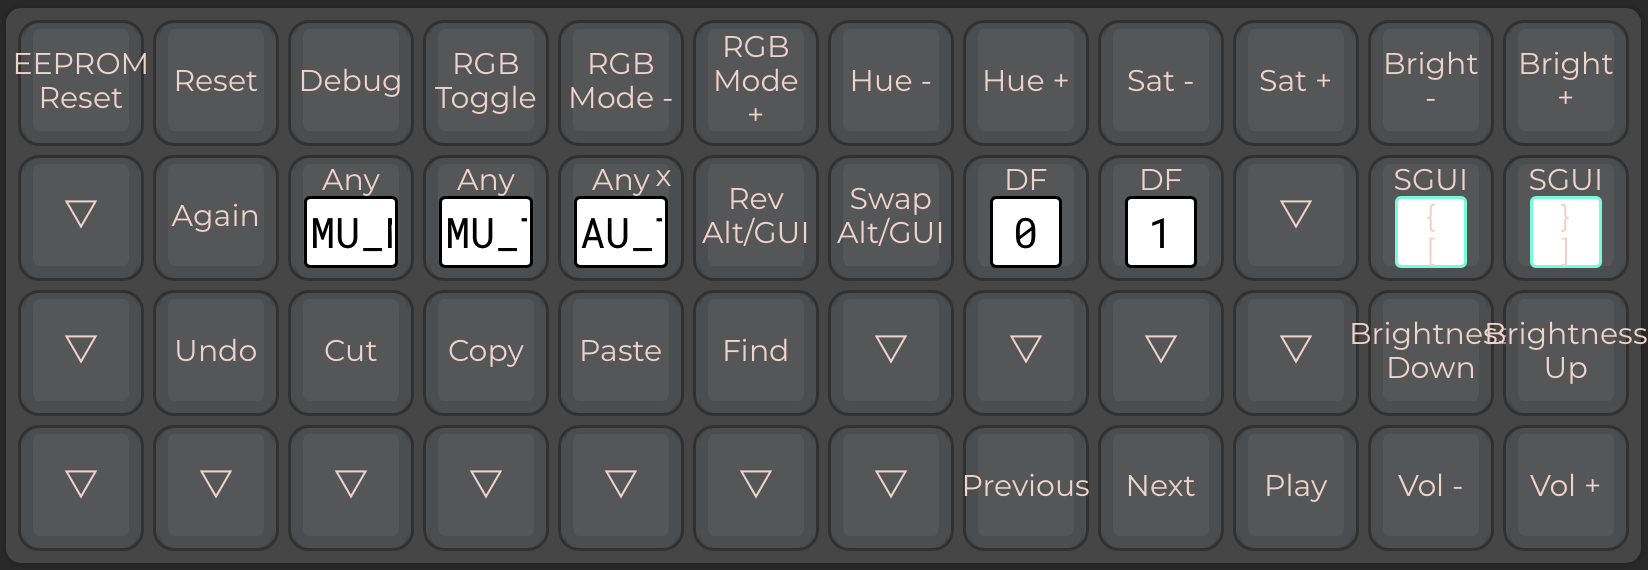 EEPROM Reset
Reset
Debug
RGB Toggle
RGB Mode -
RGB Mode +
Hue -
Hue +
Sat -
Sat +
Bright -
Bright +
▽
Again
Any MU_
Any MU_
Any x AU_
Rev Alt/GUI
Swap Alt/GUI
DF 0
DF 1
▽
SGUI { [
SGUI } ]
▽
Undo
Cut
Copy
Paste
Find
▽
▽
▽
▽
Brightness Down
Brightness Up
▽
▽
▽
▽
▽
▽
▽
Previous
Next
Play
Vol -
Vol +